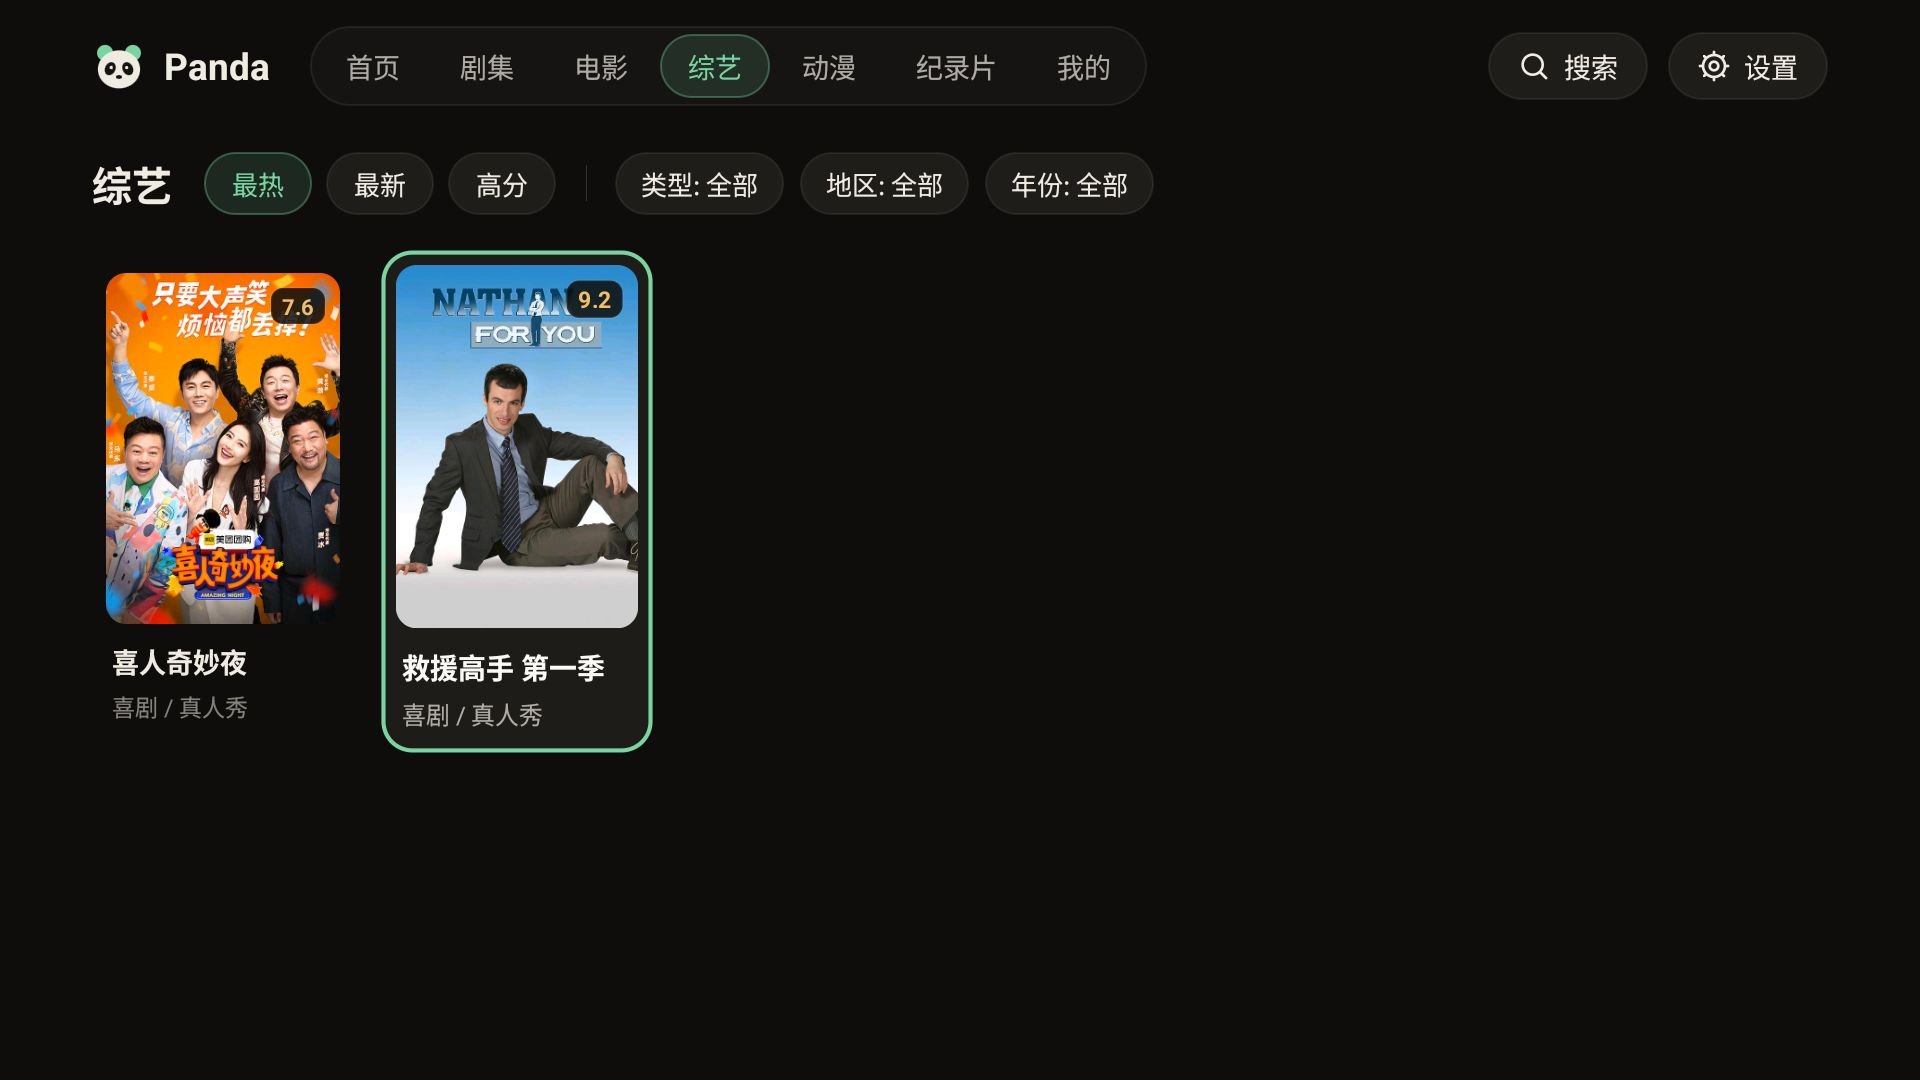 Panda
首页
剧集
电影
综艺
动漫
纪录片
我的
搜索
设置
综艺
最热
最新
高分
类型: 全部
地区: 全部
年份: 全部
只要大声笑
烦恼都丢掉!
7.6
美团团购
喜人奇妙夜
AMAZING NIGHT
喜人奇妙夜
喜剧 / 真人秀
NATHAN
9.2
FOR YOU
救援高手 第一季
喜剧 / 真人秀